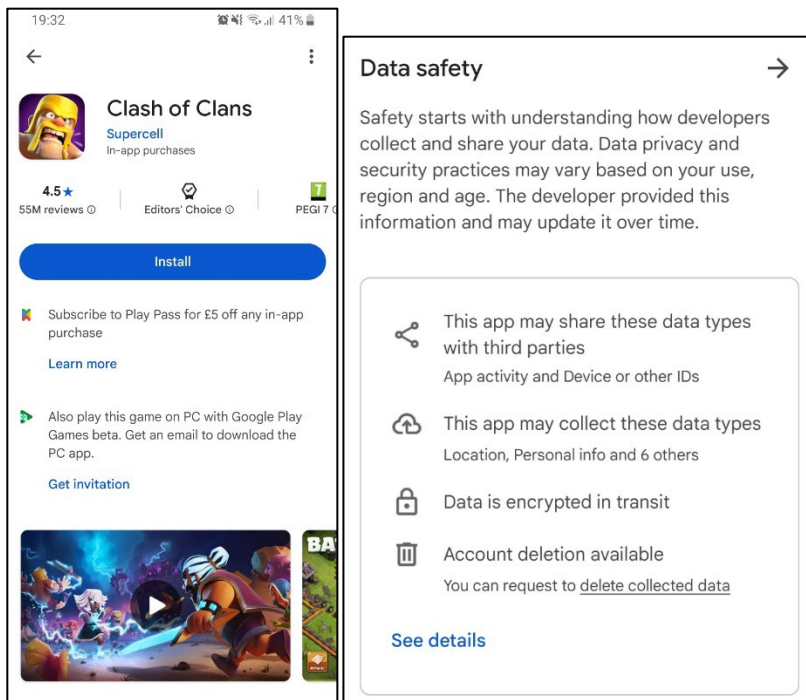 19:32
41%
Clash of Clans
Supercell
In-app purchases
4.5★
55M reviews
Editors' Choice
7
PEGI 7
Install
Subscribe to Play Pass for £5 off any in-app
purchase
Learn more
Also play this game on PC with Google Play
Games beta. Get an email to download the
PC app.
Get invitation
BA
Data safety
Safety starts with understanding how developers
collect and share your data. Data privacy and
security practices may vary based on your use,
region and age. The developer provided this
information and may update it over time.
This app may share these data types
with third parties
App activity and Device or other IDs
This app may collect these data types
Location, Personal info and 6 others
Data is encrypted in transit
Account deletion available
You can request to delete collected data
See details